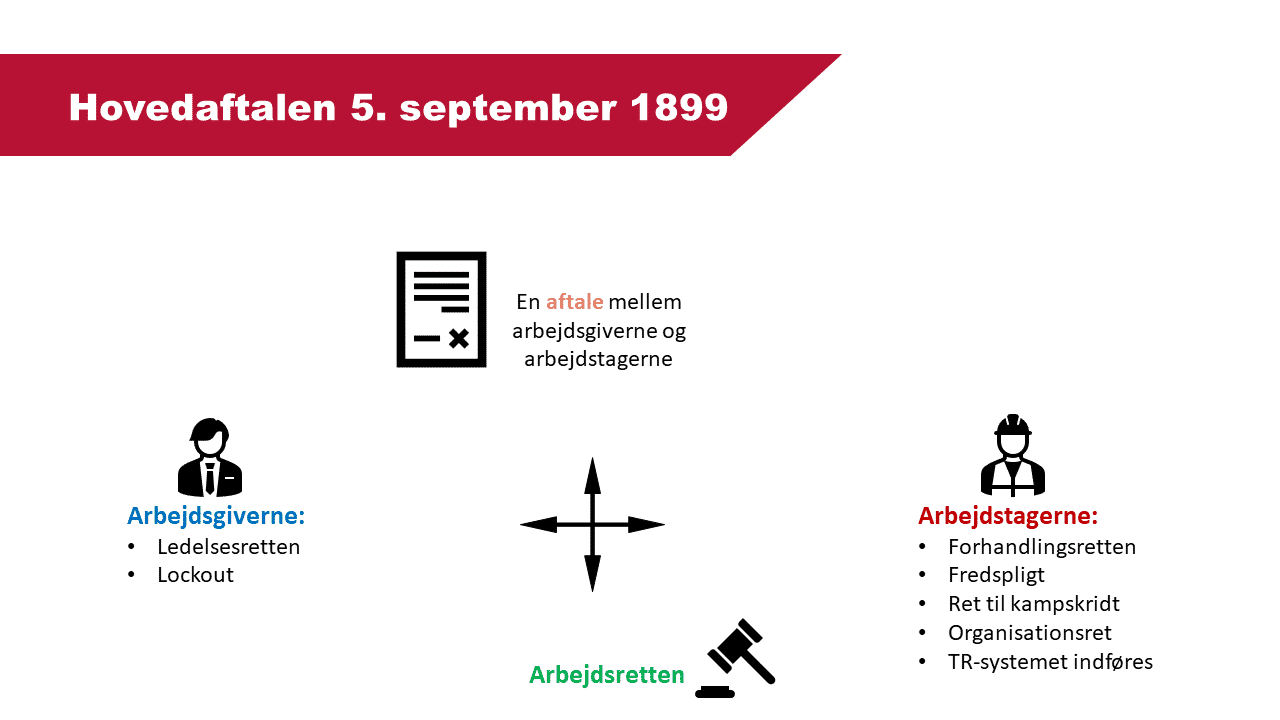 Hovedaftalen 5. september 1899
En aftale mellem
arbejdsgiverne og
arbejdstagerne
Arbejdsgiverne:
• Ledelsesretten
• Lockout
Arbejdstagerne:
• Forhandlingsretten
• Fredspligt
• Ret til kampskridt
• Organisationsret
• TR-systemet indføres
Arbejdsretten